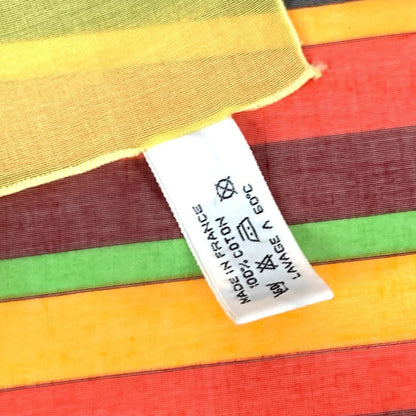 MADE IN FRANCE
100% COTON
LAVAGE A 60°C